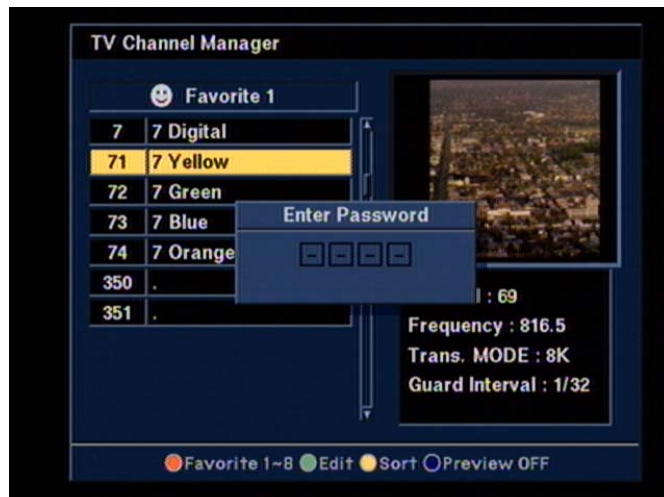 TV Channel Manager
Favorite 1
7 7 Digital
71 7 Yellow
72 7 Green
73 7 Blue
74 7 Orange
350 .
351 .
Enter Password
- - - -
l : 69
Frequency : 816.5
Trans. MODE : 8K
Guard Interval : 1/32
Favorite 1~8 Edit Sort Preview OFF